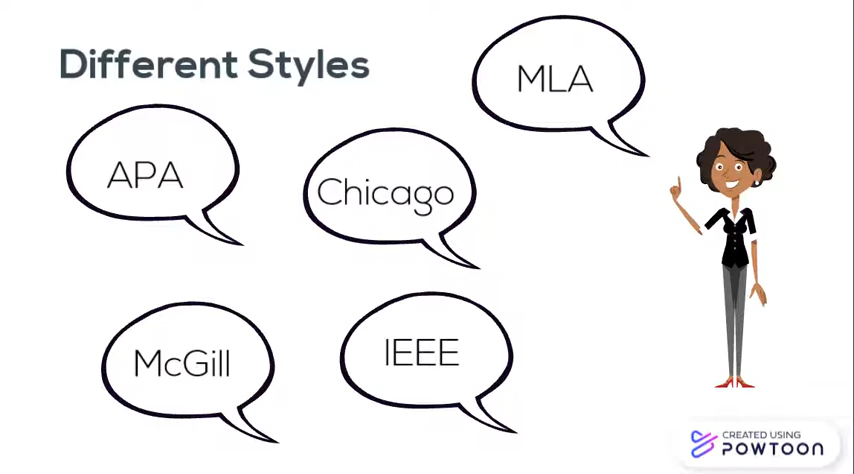 Different Styles
MLA
APA
Chicago
McGill
IEEE
CREATED USING
POWTOON